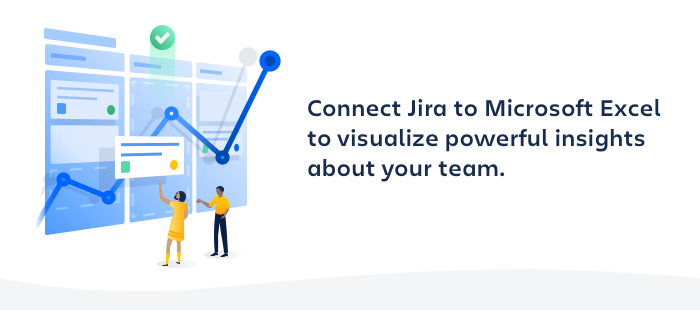 Connect Jira to Microsoft Excel
to visualize powerful insights
about your team.